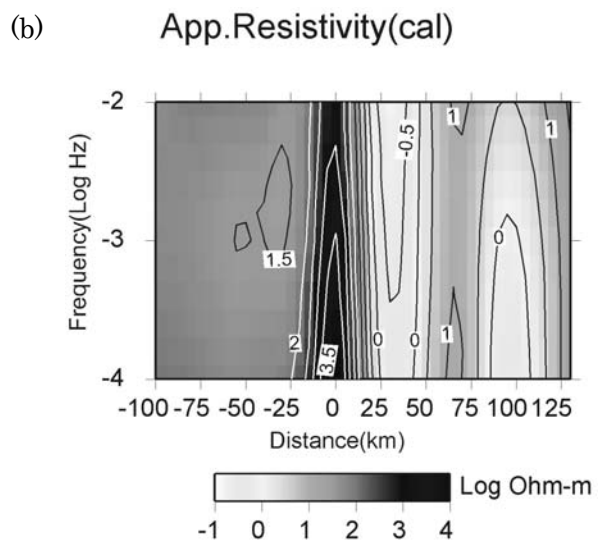 (b) App.Resistivity(cal)
-2
-3
-4
Frequency(Log Hz)
-0.5
1
1
0
1.5
2
3.5
0
0
1
-100 -75 -50 -25 0 25 50 75 100 125
Distance(km)
Log Ohm-m
-1 0 1 2 3 4